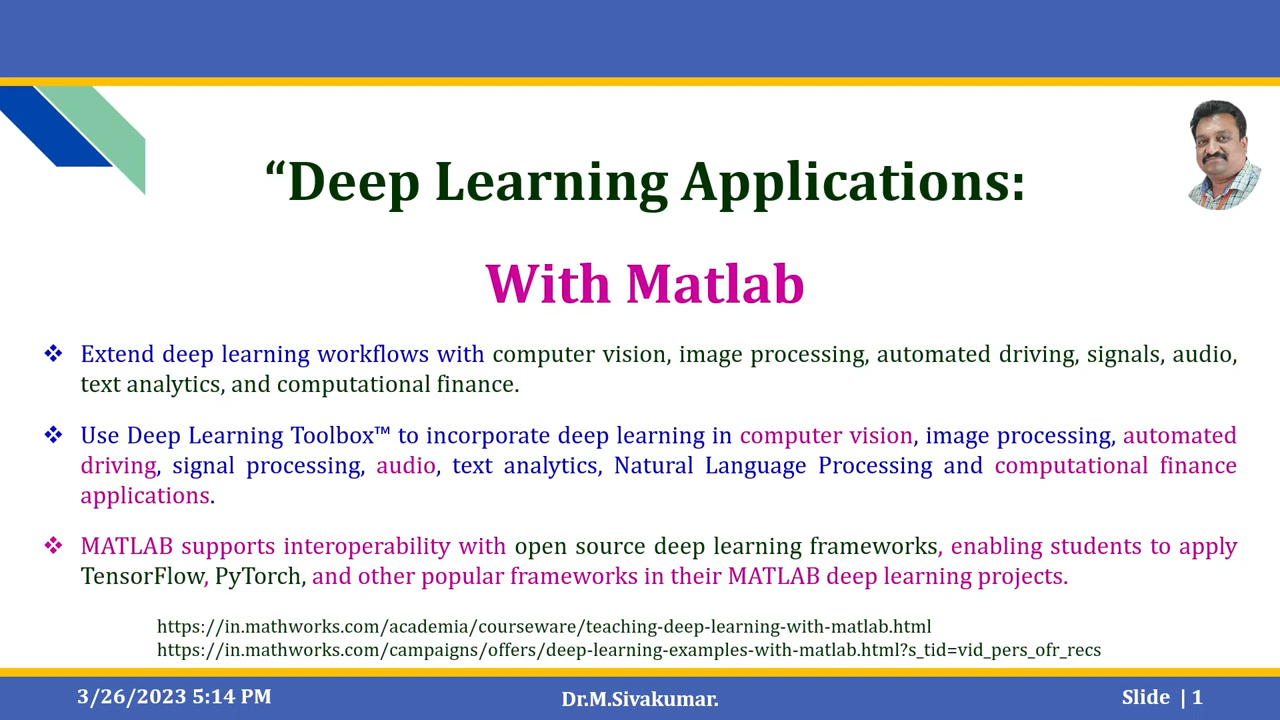 “Deep Learning Applications:
With Matlab
❖ Extend deep learning workflows with computer vision, image processing, automated driving, signals, audio,
text analytics, and computational finance.
❖ Use Deep Learning Toolbox™ to incorporate deep learning in computer vision, image processing, automated
driving, signal processing, audio, text analytics, Natural Language Processing and computational finance
applications.
❖ MATLAB supports interoperability with open source deep learning frameworks, enabling students to apply
TensorFlow, PyTorch, and other popular frameworks in their MATLAB deep learning projects.
https://in.mathworks.com/academia/courseware/teaching-deep-learning-with-matlab.html
https://in.mathworks.com/campaigns/offers/deep-learning-examples-with-matlab.html?s_tid=vid_pers_ofr_recs
3/26/2023 5:14 PM
Dr.M.Sivakumar.
Slide | 1